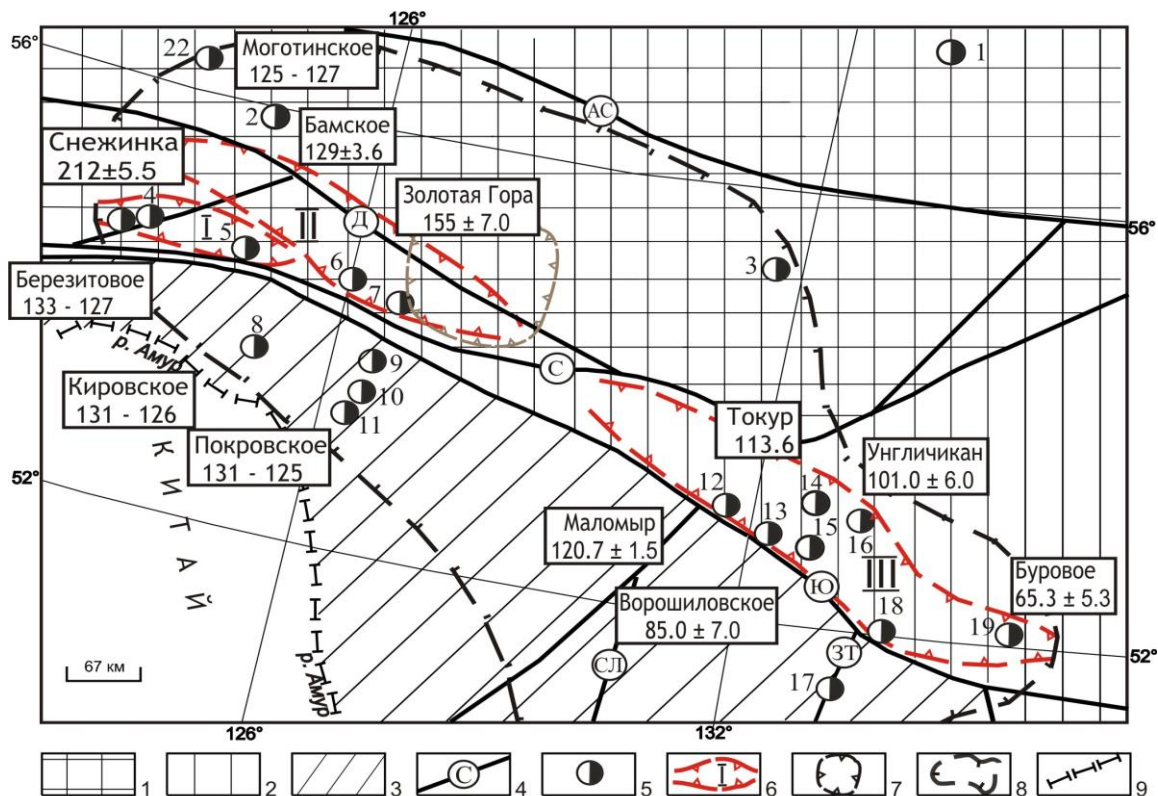 126°
56°
22
Моготинское
125 - 127
1
АС
2
Бамское
129±3.6
Снежинка
212±5.5
Золотая Гора
155 ± 7.0
4
I
5
II
Д
56°
6
7
3
Березитовое
133 - 127
8
р. Амур
9
С
10
11
Кировское
131 - 126
Покровское
131 - 125
КИТАЙ
Токур
113.6
Унгличикан
101.0 ± 6.0
52°
12
13
14
15
16
Маломыр
120.7 ± 1.5
III
Ю
Буровое
65.3 ± 5.3
Ворошиловское
85.0 ± 7.0
18
19
67 км
р. Амур
СЛ
ЗТ
17
52°
126°
132°
1
2
3
С
4
5
I
6
7
8
9